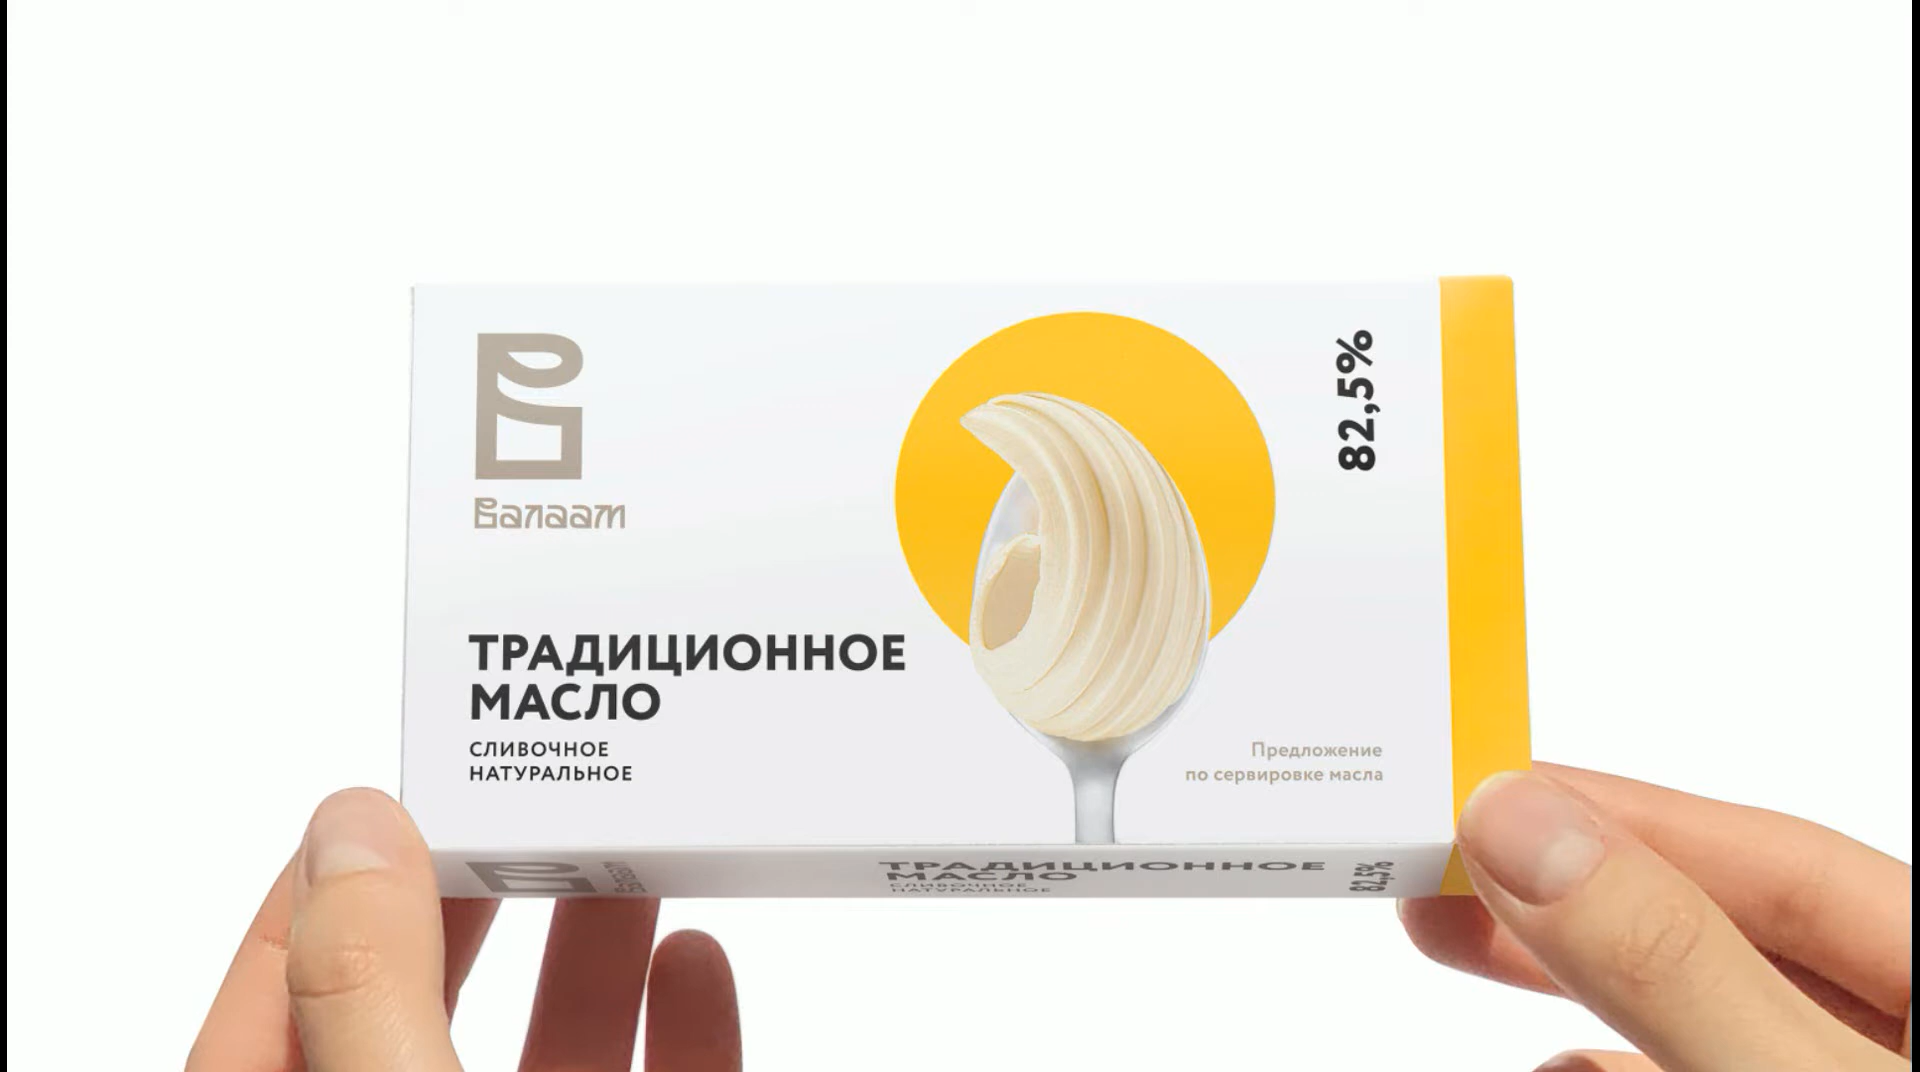 Валаам
82,5%
ТРАДИЦИОННОЕ
МАСЛО
СЛИВОЧНОЕ
НАТУРАЛЬНОЕ
Предложение
по сервировке масла
Валаам
ТРАДИЦИОННОЕ
МАСЛО
СЛИВОЧНОЕ
НАТУРАЛЬНОЕ
82,5%